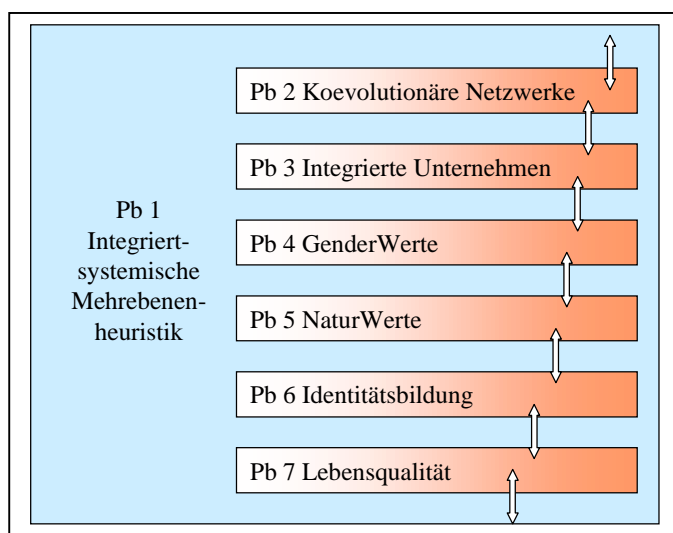 Pb 1
Integriert-
systemische
Mehrebenen-
heuristik
Pb 2 Koevolutionäre Netzwerke
Pb 3 Integrierte Unternehmen
Pb 4 GenderWerte
Pb 5 NaturWerte
Pb 6 Identitätsbildung
Pb 7 Lebensqualität